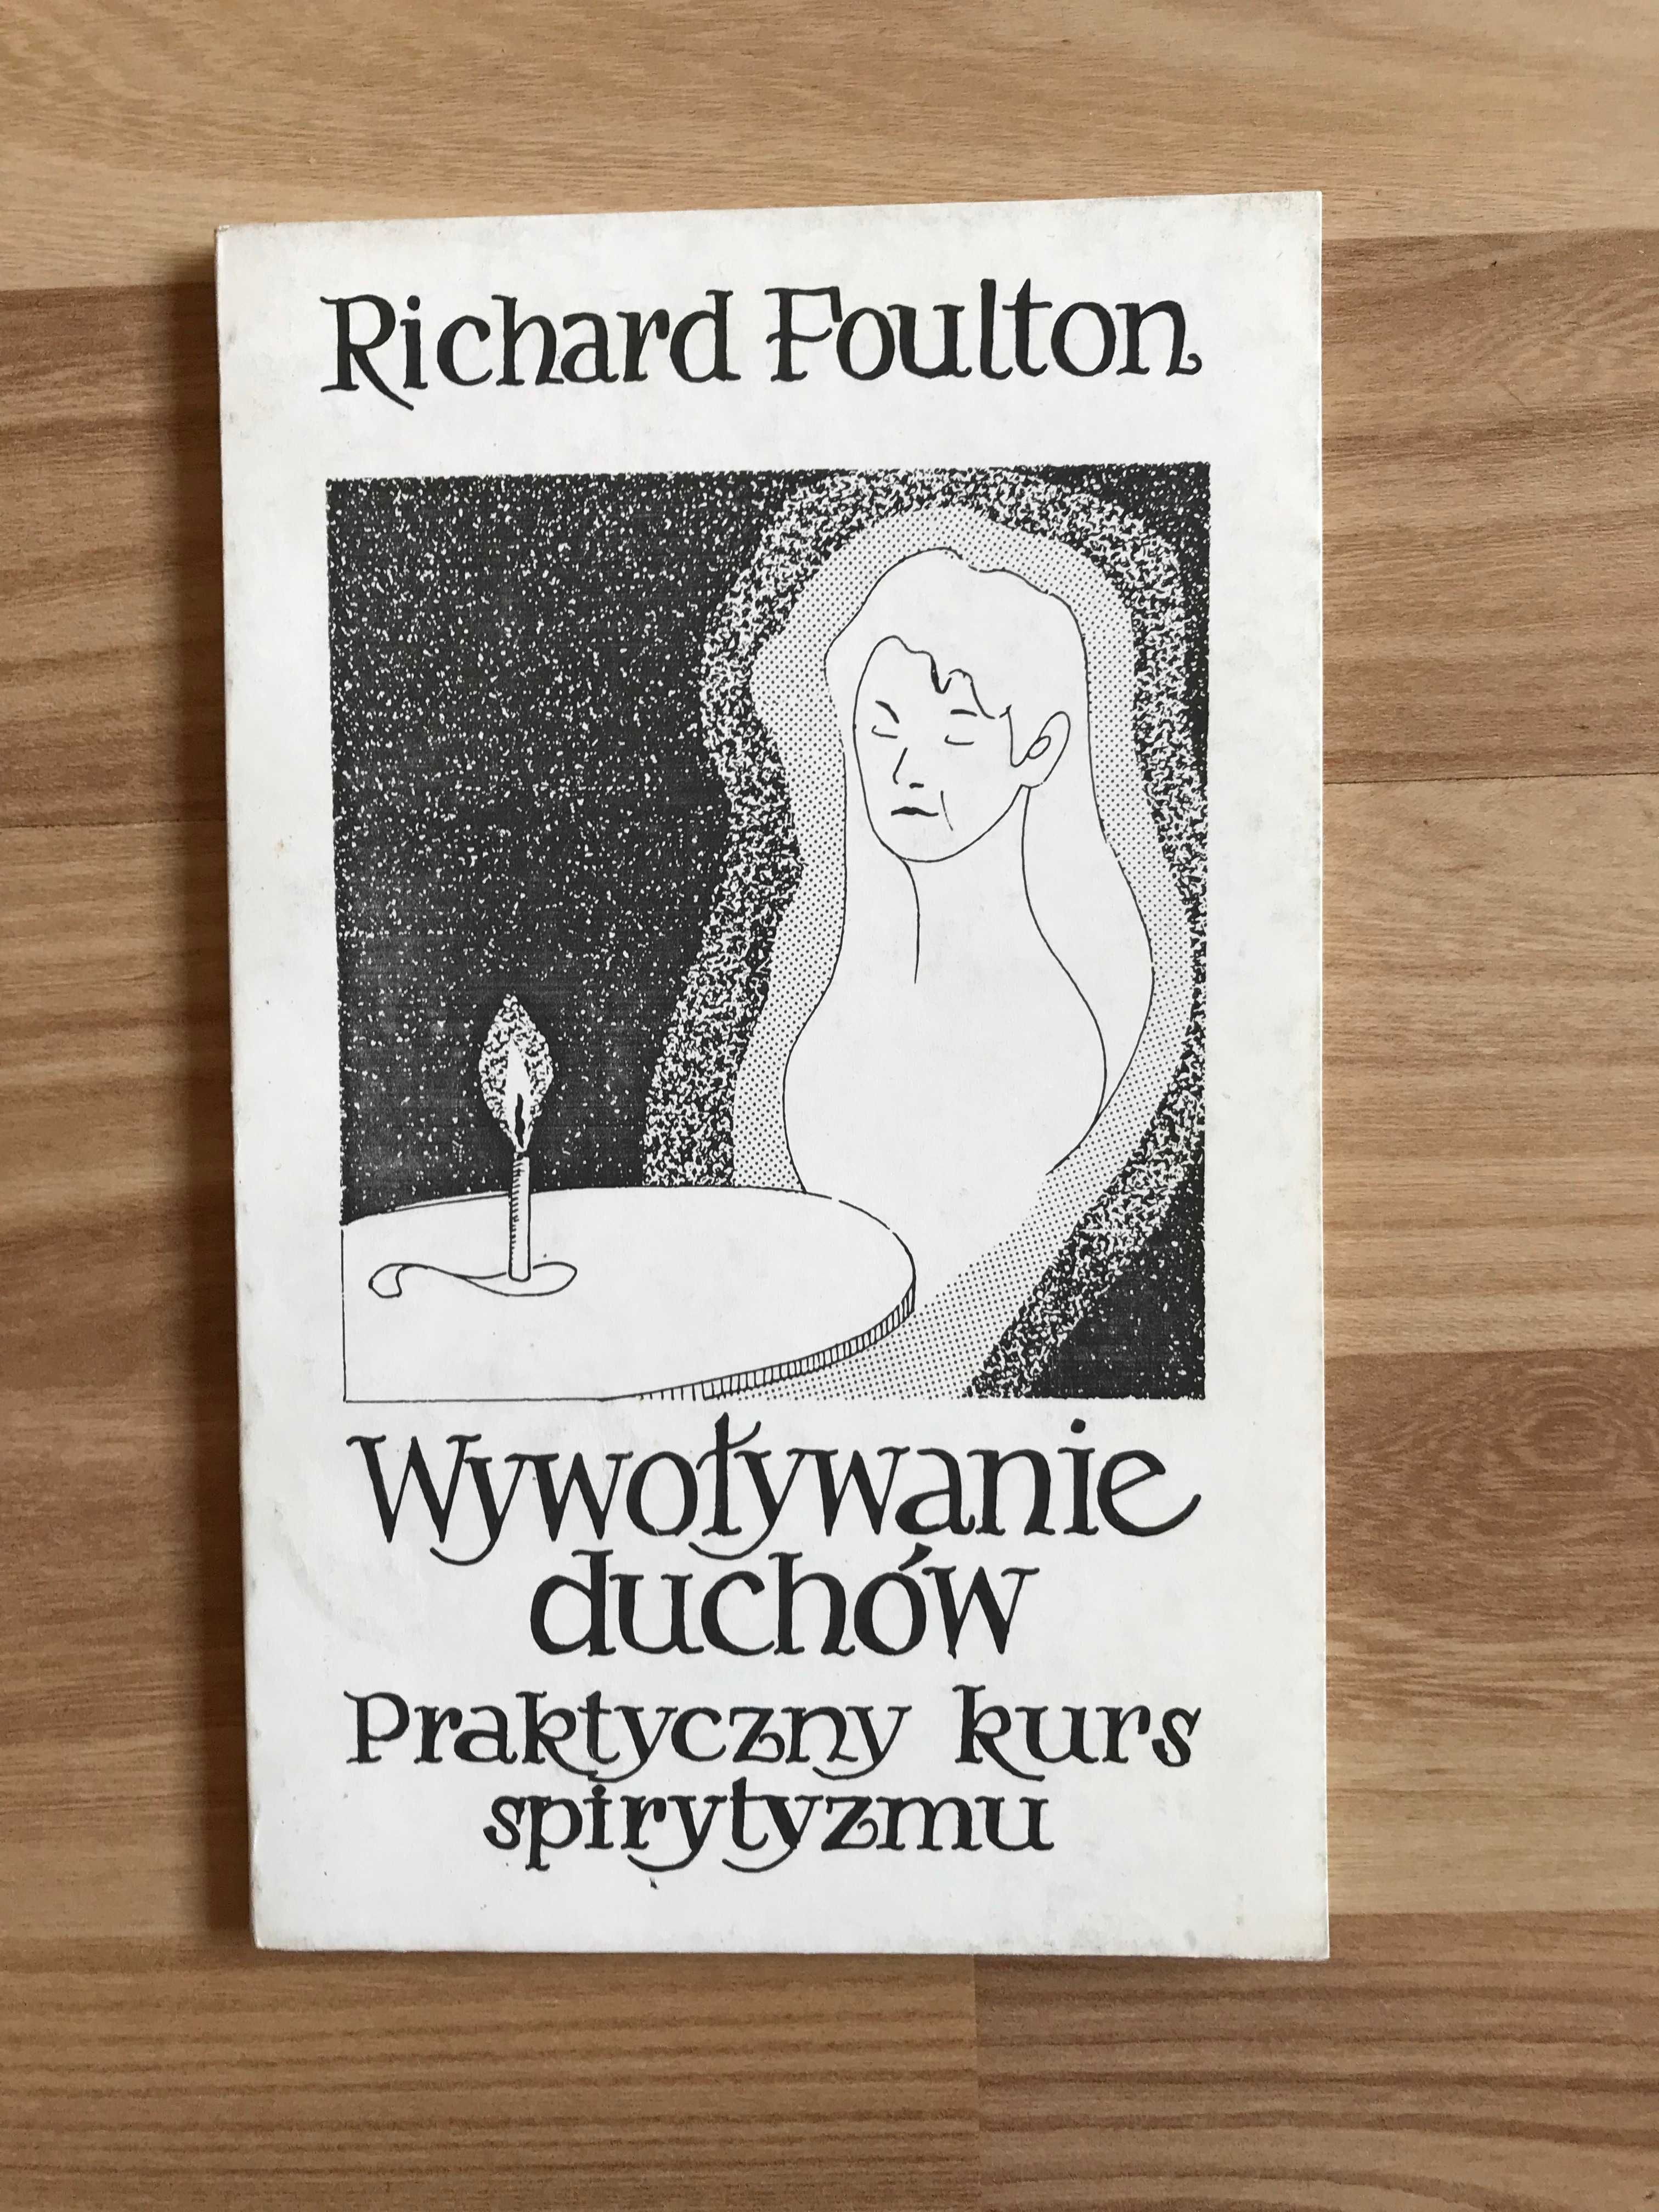 Richard Foulton
Wywoływanie
duchów
Praktyczny kurs
spirytyzmu